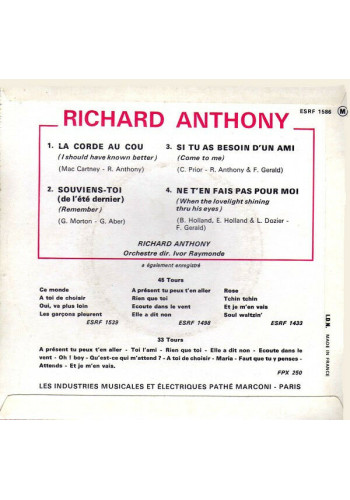 ESRF 1586 M
RICHARD ANTHONY
1. LA CORDE AU COU
(I should have known better)
(Mac Cartney - R. Anthony)
2. SOUVIENS-TOI
(de l'été dernier)
(Remember)
(G. Morton - G. Aber)
3. SI TU AS BESOIN D'UN AMI
(Come to me)
(C. Prior - R. Anthony & F. Gerald)
4. NE T'EN FAIS PAS POUR MOI
(When the lovelight shining
thru his eyes)
(B. Holland, E. Holland & L. Dozier -
F. Gerald)
RICHARD ANTHONY
Orchestre dir. Ivor Raymonde
a également enregistré
45 Tours
Ce monde
A toi de choisir
Oui, va plus loin
Les garçons pleurent
ESRF 1529
A présent tu peux t'en aller
Rien que toi
Ecoute dans le vent
Elle a dit non
ESRF 1498
Rose
Tchin tchin
Et je m'en vais
Soul waltzin'
ESRF 1433
33 Tours
A présent tu peux t'en aller - Toi l'ami - Rien que toi - Elle a dit non - Ecoute dans le
vent - Oh ! boy - Qu'est-ce qui m'attend ? - A toi de choisir - Maria - Faut que tu y penses -
Attends - Et je m'en vais.
FPX 250
LES INDUSTRIES MUSICALES ET ÉLECTRIQUES PATHÉ MARCONI - PARIS
MADE IN FRANCE